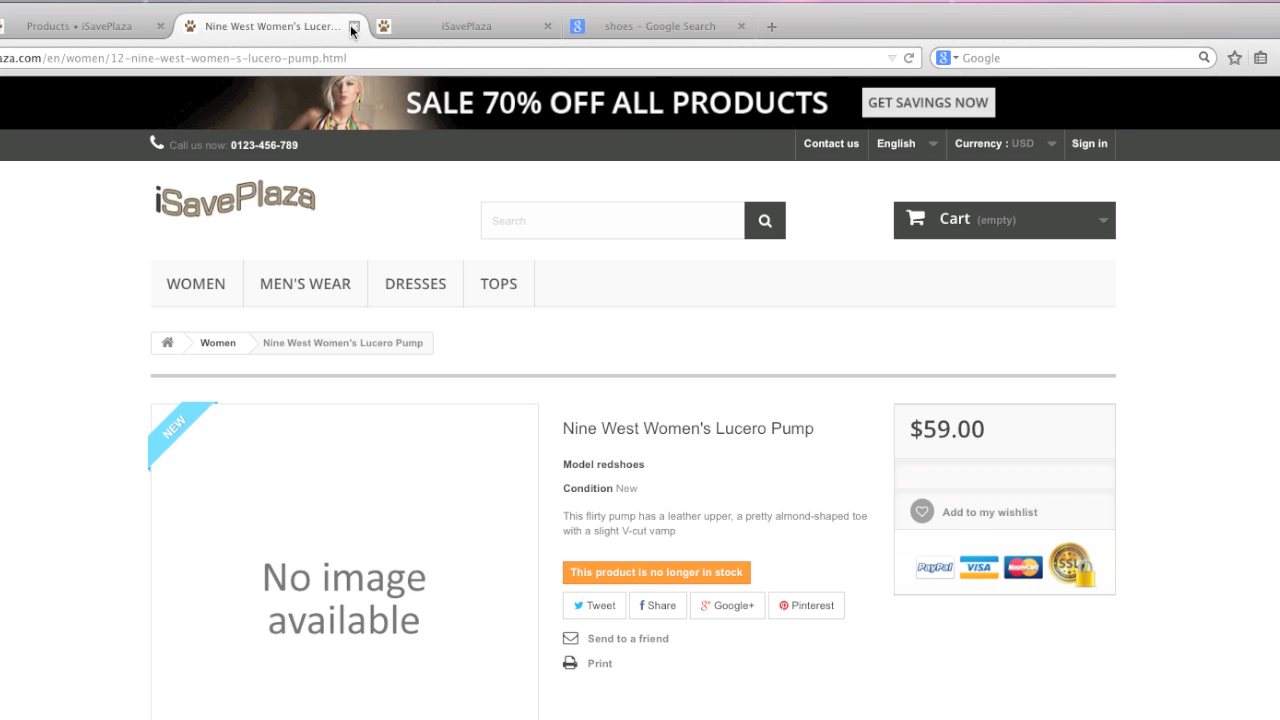 Products • iSavePlaza
Nine West Women's Lucer...
iSavePlaza
shoes – Google Search
aza.com/en/women/12-nine-west-women-s-lucero-pump.html
Google
SALE 70% OFF ALL PRODUCTS
GET SAVINGS NOW
Call us now: 0123-456-789
Contact us
English
Currency : USD
Sign in
iSavePlaza
Search
Cart (empty)
WOMEN
MEN'S WEAR
DRESSES
TOPS
Women
Nine West Women's Lucero Pump
NEW
No image
available
Nine West Women's Lucero Pump
Model redshoes
Condition New
This flirty pump has a leather upper, a pretty almond-shaped toe
with a slight V-cut vamp
This product is no longer in stock
Tweet
Share
Google+
Pinterest
Send to a friend
Print
$59.00
Add to my wishlist
PayPal
VISA
MasterCard
SSL